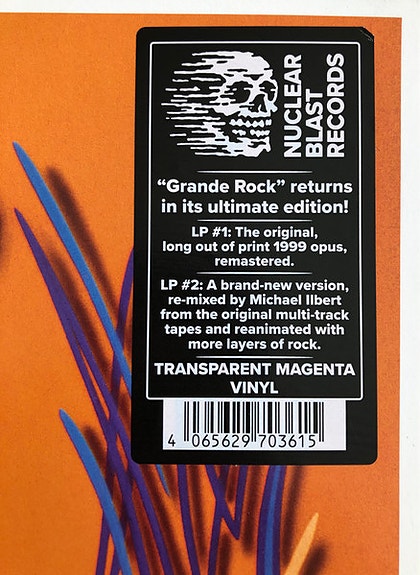 NUCLEAR
BLAST
RECORDS
“Grande Rock” returns
in its ultimate edition!
LP #1: The original,
long out of print 1999 opus,
remastered.
LP #2: A brand-new version,
re-mixed by Michael Ilbert
from the original multi-track
tapes and reanimated with
more layers of rock.
TRANSPARENT MAGENTA
VINYL
4 065629 703615